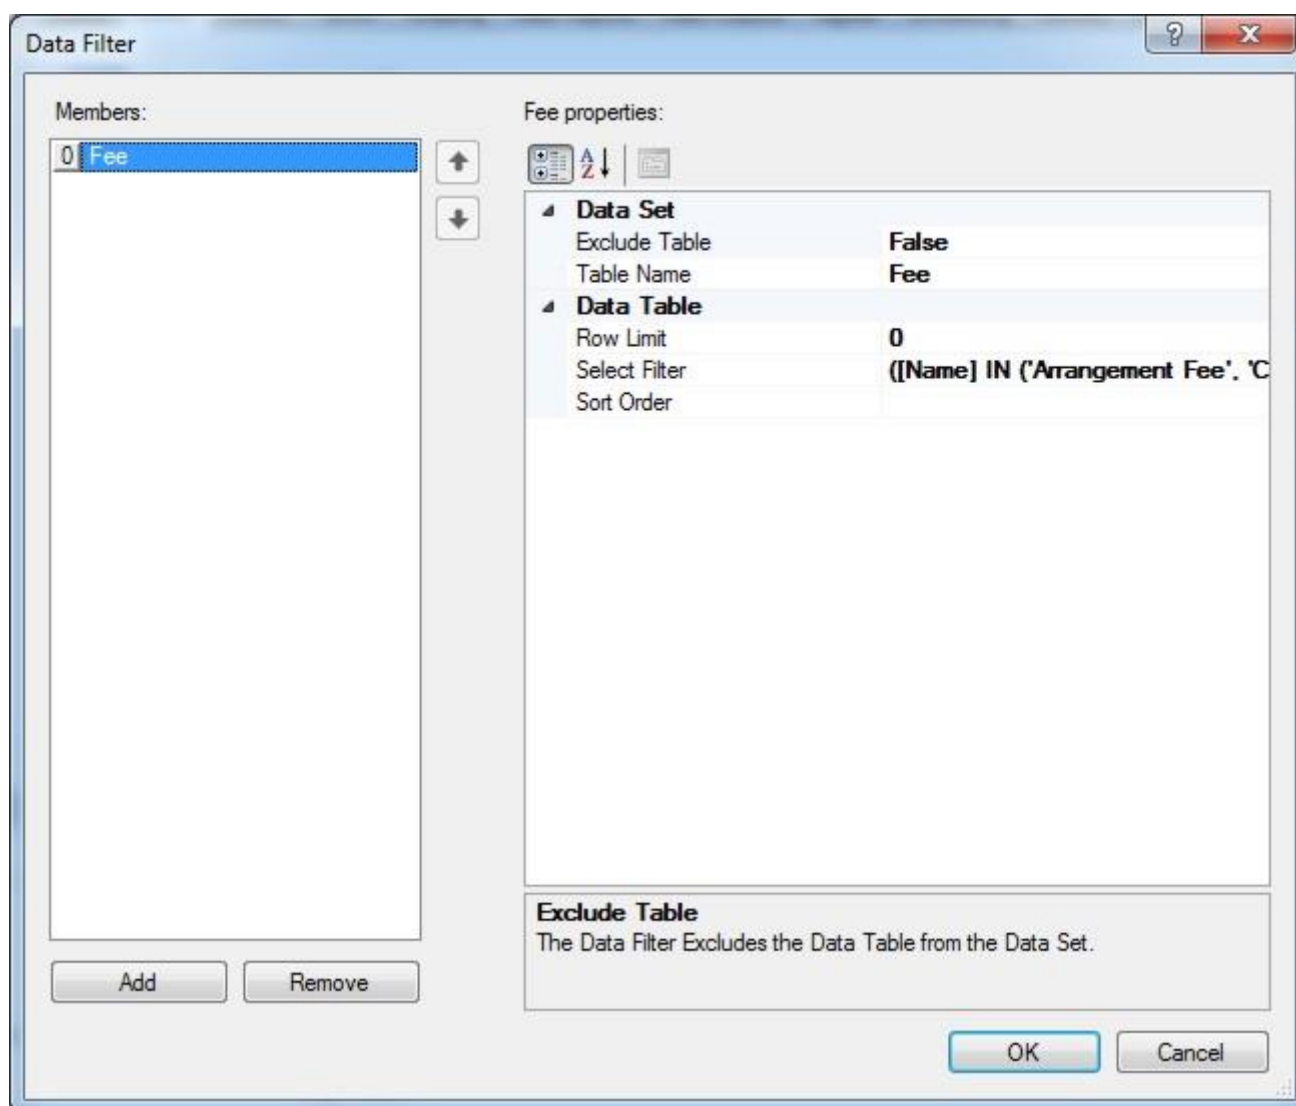 Data Filter
Members:
Fee properties:
0 Fee
Data Set
Exclude Table False
Table Name Fee
Data Table
Row Limit 0
Select Filter ([Name] IN ('Arrangement Fee', 'C
Sort Order
Exclude Table
The Data Filter Excludes the Data Table from the Data Set.
Add Remove
OK Cancel